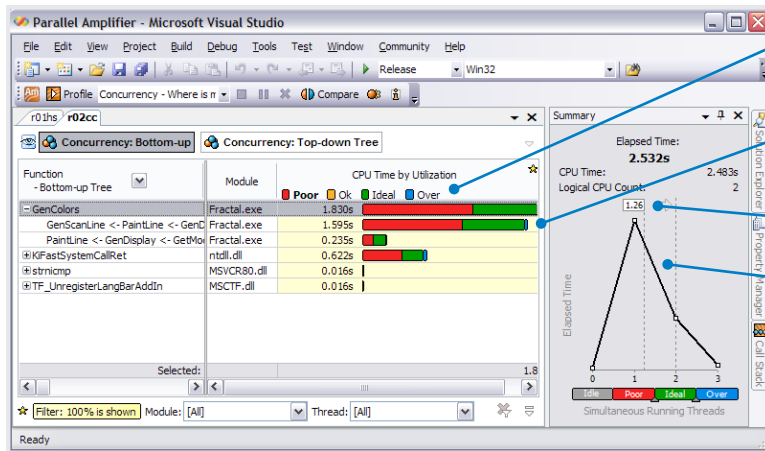 Parallel Amplifier - Microsoft Visual Studio
File Edit View Project Build Debug Tools Test Window Community Help
Release Win32
Am Profile Concurrency - Where is m Compare
r01hs r02cc
Summary
Concurrency: Bottom-up Concurrency: Top-down Tree
Function
- Bottom-up Tree
Module
CPU Time by Utilization
Poor Ok Ideal Over
GenColors Fractal.exe 1.830s
GenScanLine <- PaintLine <- GenD Fractal.exe 1.595s
PaintLine <- GenDisplay <- GetMo Fractal.exe 0.235s
KiFastSystemCallRet ntdll.dll 0.622s
strnicmp MSVCR80.dll 0.016s
TF_UnregisterLangBarAddIn MSCTF.dll 0.016s
Selected: 1.8
Filter: 100% is shown Module: [All] Thread: [All]
Elapsed Time:
2.532s
CPU Time: 2.483s
Logical CPU Count: 2
1.26
Elapsed Time
0 1 2 3
Idle Poor Ideal Over
Simultaneous Running Threads
Solution Explorer
Property Manager
Call Stack
Ready